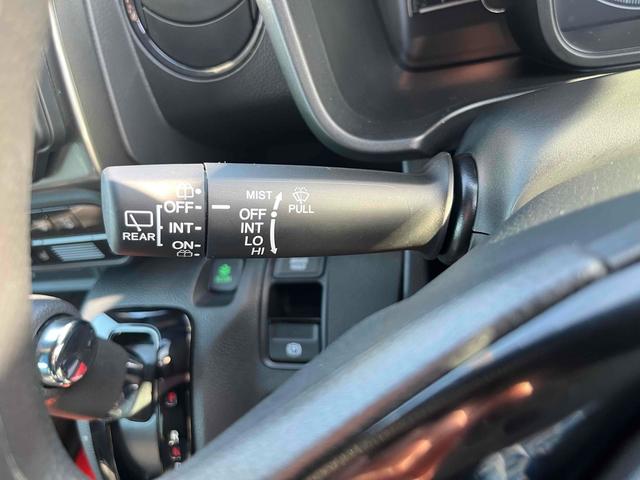 MIST
PULL
OFF
INT
LO
HI
OFF
INT
ON
REAR